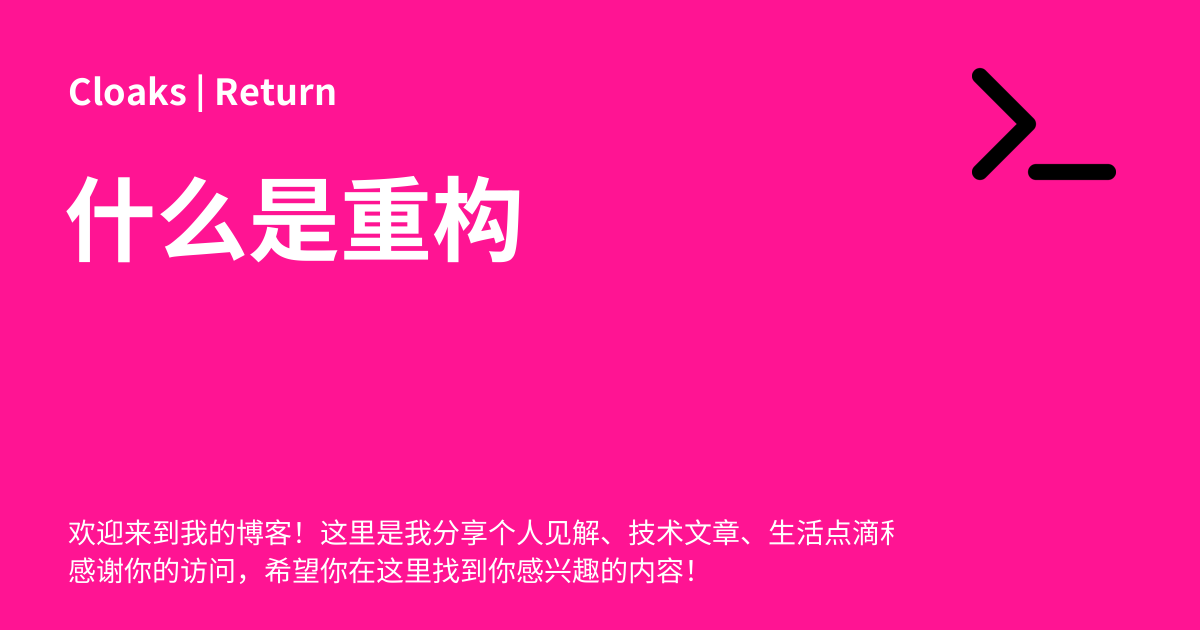 Cloaks | Return
什么是重构
欢迎来到我的博客！这里是我分享个人见解、技术文章、生活点滴
感谢你的访问，希望你在这里找到你感兴趣的内容！